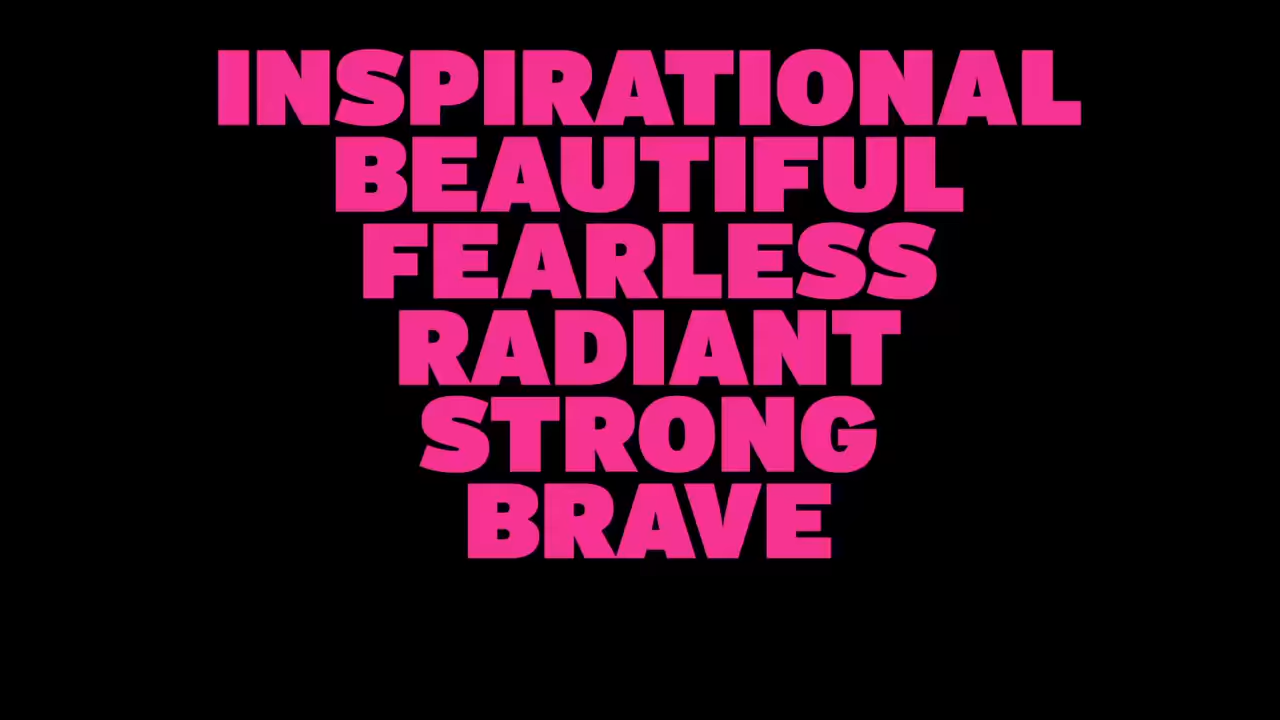 INSPIRATIONAL
BEAUTIFUL
FEARLESS
RADIANT
STRONG
BRAVE